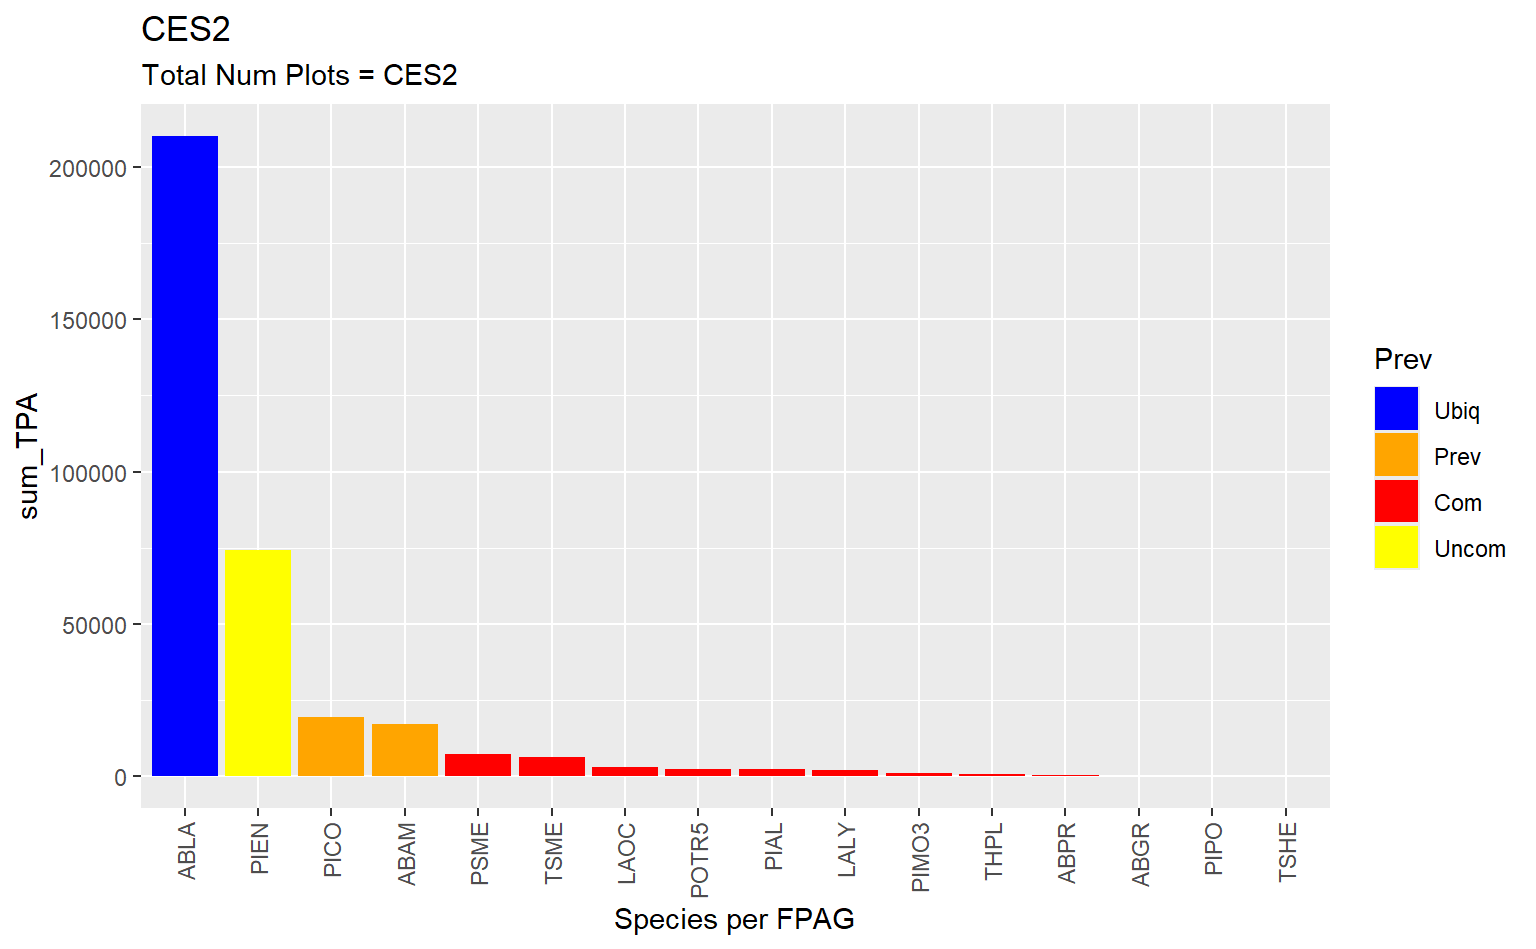 CES2
Total Num Plots = CES2
sum_TPA
200000
150000
100000
50000
0
ABLA
PIEN
PICO
ABAM
PSME
TSME
LAOC
POTR5
PIAL
LALY
PIMO3
THPL
ABPR
ABGR
PIPO
TSHE
Species per FPAG
Prev
Ubiq
Prev
Com
Uncom